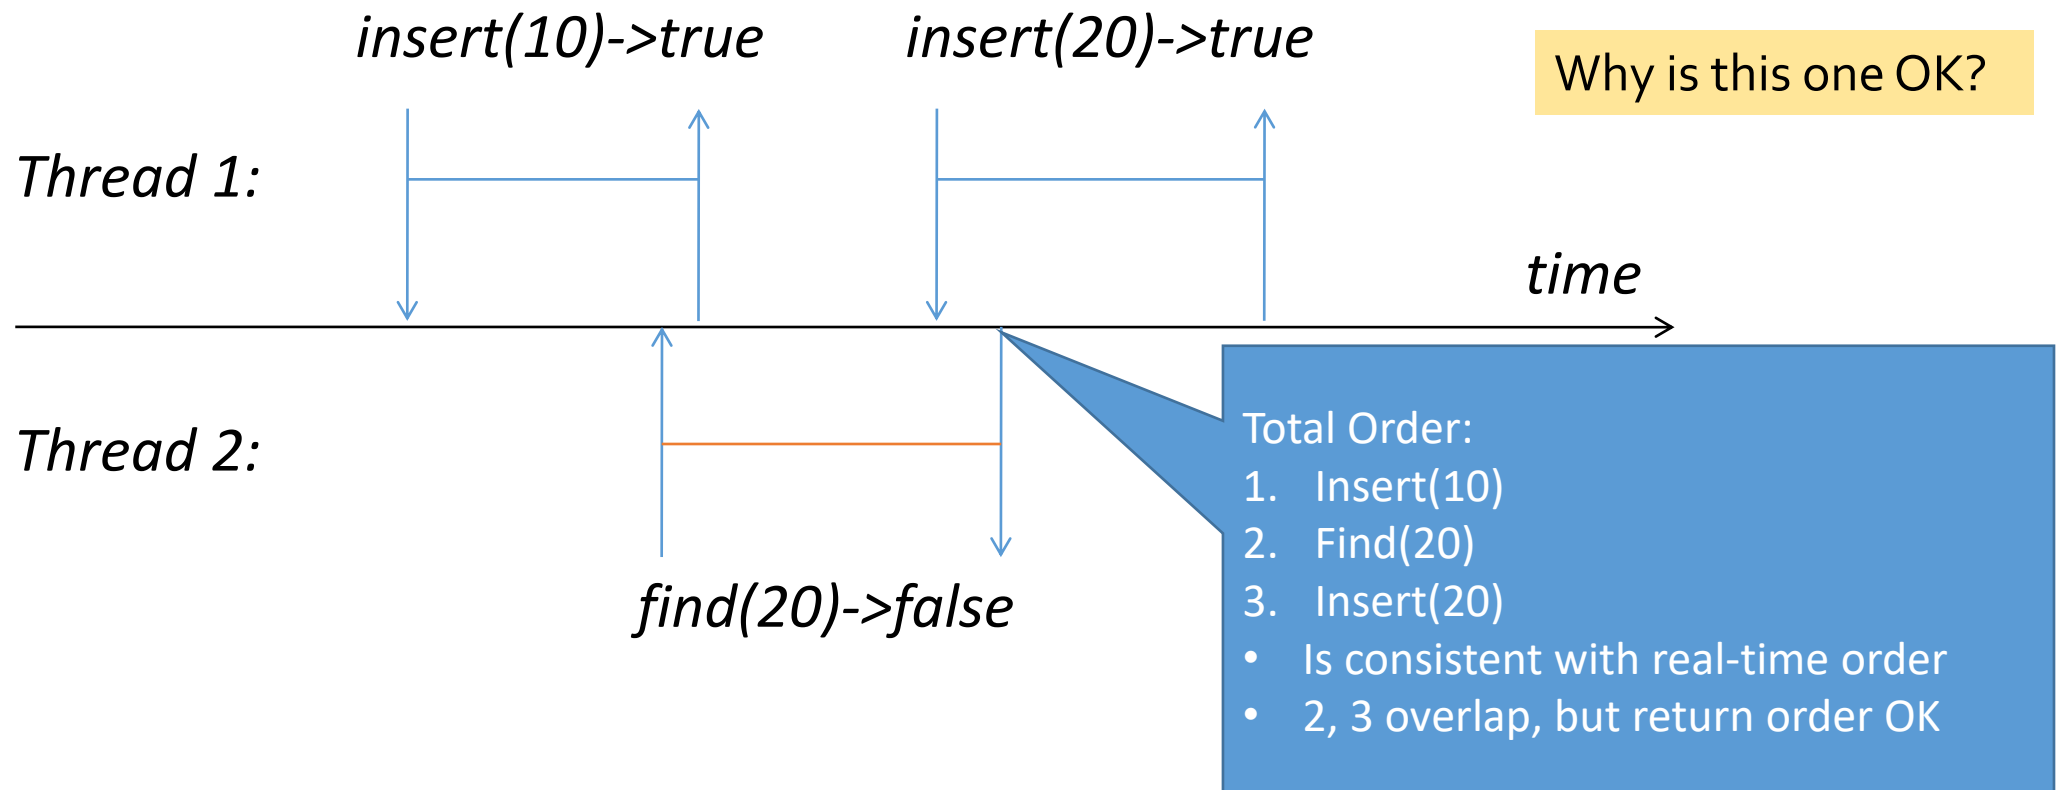 insert(10)->true
insert(20)->true
Why is this one OK?
Thread 1:
time
Thread 2:
find(20)->false
Total Order:
1. Insert(10)
2. Find(20)
3. Insert(20)
• Is consistent with real-time order
• 2, 3 overlap, but return order OK